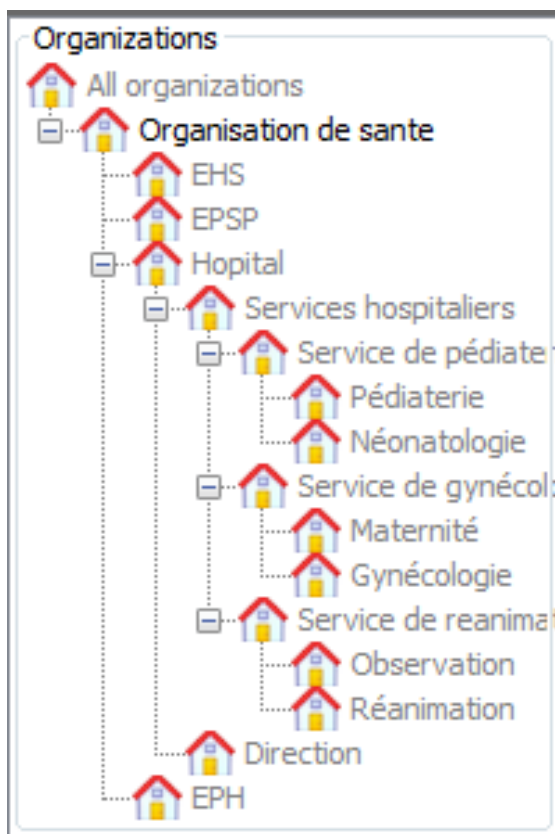 Organizations
All organizations
Organisation de sante
EHS
EPSP
Hopital
Services hospitaliers
Service de pédiate
Pédiaterie
Néonatologie
Service de gynécol
Maternité
Gynécologie
Service de reanima
Observation
Réanimation
Direction
EPH